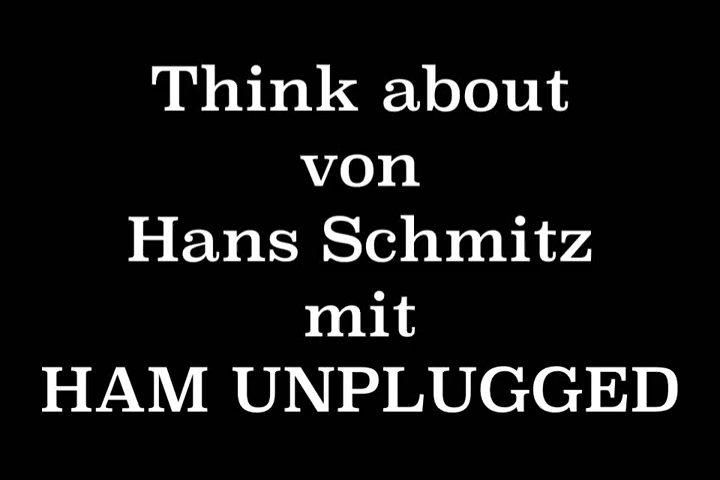 Think about
von
Hans Schmitz
mit
HAM UNPLUGGED